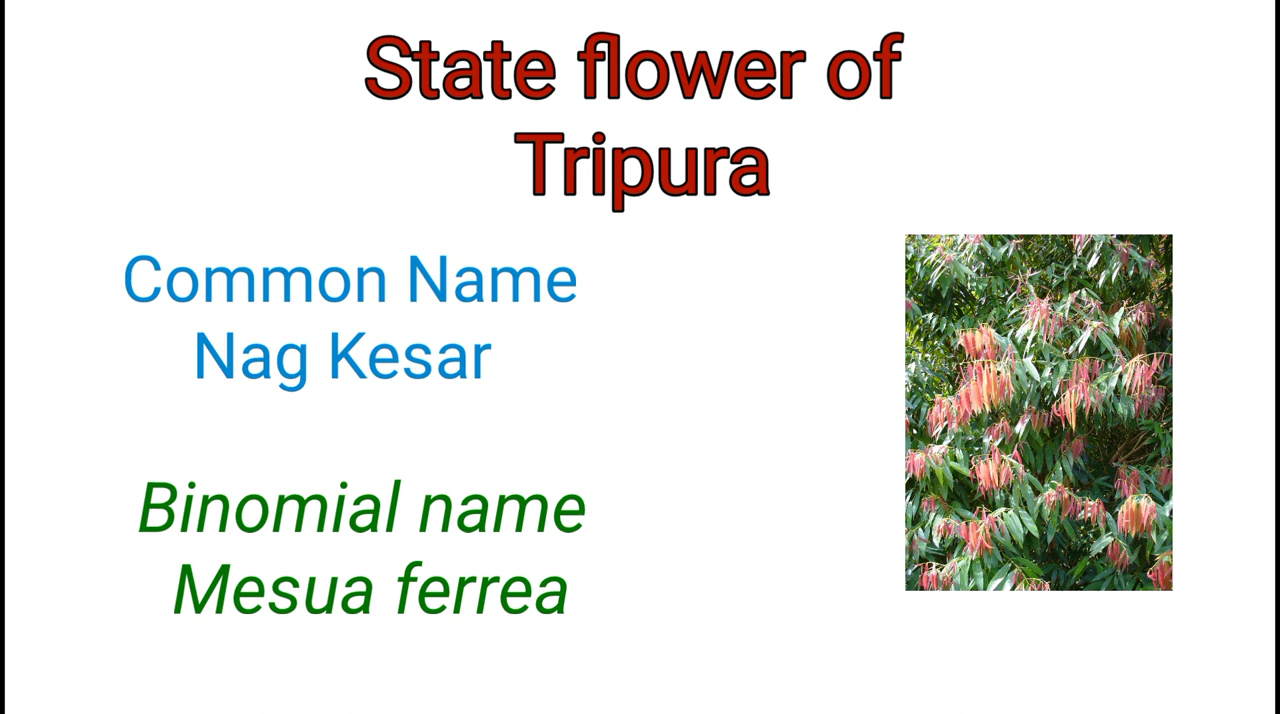 State flower of
Tripura
Common Name
Nag Kesar
Binomial name
Mesua ferrea